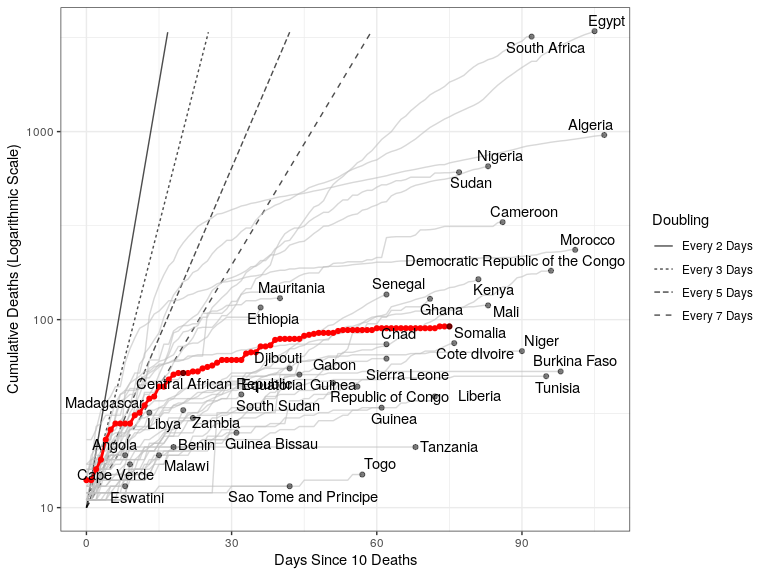 Egypt
South Africa
Algeria
Nigeria
Sudan
Cameroon
Morocco
Democratic Republic of the Congo
Mauritania
Senegal
Kenya
Ethiopia
Ghana
Mali
Chad
Somalia
Niger
Djibouti
Gabon
Cote dIvoire
Burkina Faso
Central African Republic
Equatorial Guinea
Sierra Leone
Tunisia
Madagascar
South Sudan
Republic of Congo
Liberia
Libya
Zambia
Guinea
Angola
Benin
Guinea Bissau
Tanzania
Cape Verde
Malawi
Togo
Eswatini
Sao Tome and Principe
1000
100
10
0
30
60
90
Days Since 10 Deaths
Cumulative Deaths (Logarithmic Scale)
Doubling
Every 2 Days
Every 3 Days
Every 5 Days
Every 7 Days